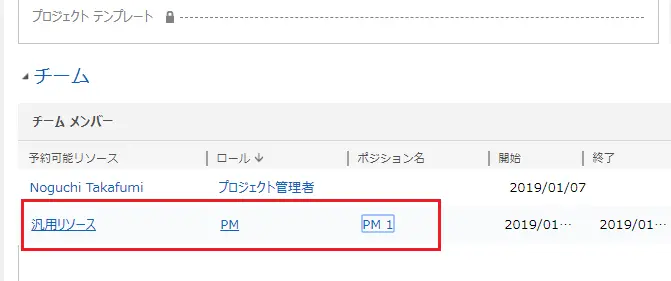 プロジェクト テンプレート
チーム
チーム メンバー
予約可能リソース ロール ポジション名 開始 終了
Noguchi Takafumi プロジェクト管理者 2019/01/07
汎用リソース PM PM 1 2019/01… 2019/01…